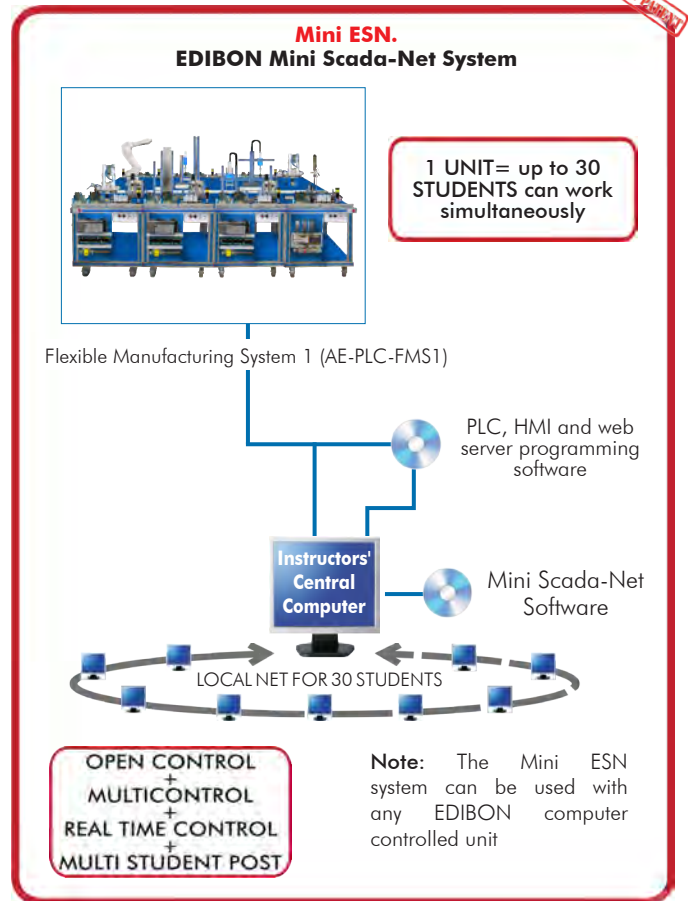 PATENT
Mini ESN.
EDIBON Mini Scada-Net System
1 UNIT= up to 30
STUDENTS can work
simultaneously
Flexible Manufacturing System 1 (AE-PLC-FMS1)
PLC, HMI and web
server programming
software
Instructors'
Central
Computer
Mini Scada-Net
Software
LOCAL NET FOR 30 STUDENTS
OPEN CONTROL
+
MULTICONTROL
+
REAL TIME CONTROL
+
MULTI STUDENT POST
Note: The Mini ESN
system can be used with
any EDIBON computer
controlled unit